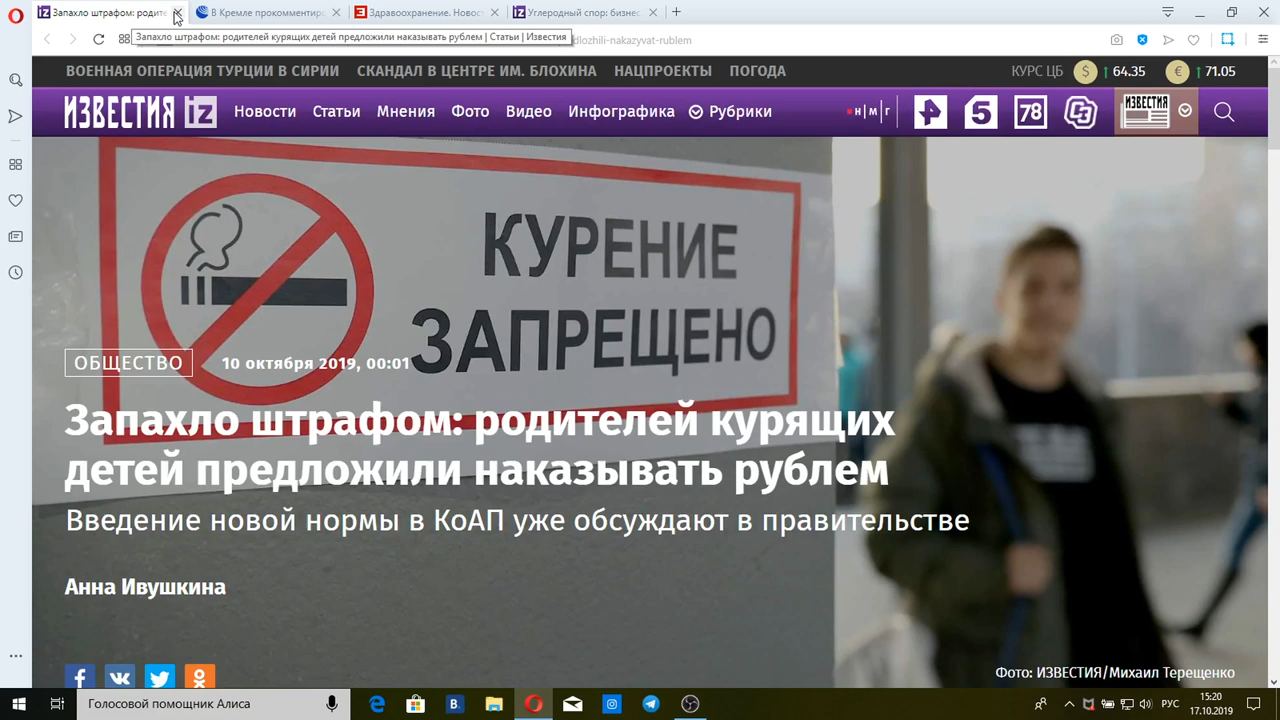 Запахло штрафом: родите
В Кремле прокомментирс
Здравоохранение. Новост
Углеродный спор: бизнес
Запахло штрафом: родителей курящих детей предложили наказывать рублем | Статьи | Известия
dlozhili-nakazyvat-rublem
ВОЕННАЯ ОПЕРАЦИЯ ТУРЦИИ В СИРИИ СКАНДАЛ В ЦЕНТРЕ ИМ. БЛОХИНА НАЦПРОЕКТЫ ПОГОДА КУРС ЦБ $ 64.35 € 71.05
ИЗВЕСТИЯ iz Новости Статьи Мнения Фото Видео Инфографика Рубрики н|м|г 5 78 ИЗВЕСТИЯ
КУРЕНИЕ
ЗАПРЕЩЕНО
ОБЩЕСТВО 10 октября 2019, 00:01
Запахло штрафом: родителей курящих
детей предложили наказывать рублем
Введение новой нормы в КоАП уже обсуждают в правительстве
Анна Ивушкина
Фото: ИЗВЕСТИЯ/Михаил Терещенко
Голосовой помощник Алиса
РУС
15:20
17.10.2019